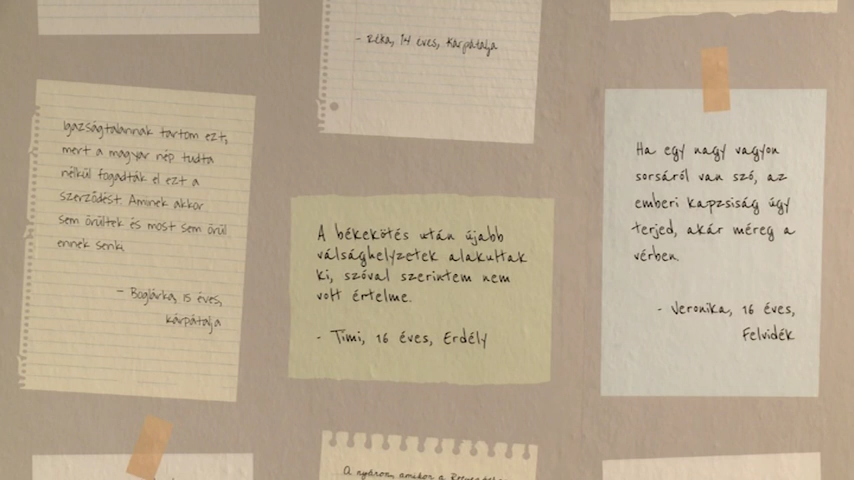 - Réka, 14 éves, Kárpátalja
Igazságtalannak tartom ezt,
mert a magyar nép tudta
nélkül fogadták el ezt a
szerződést. Aminek akkor
sem örültek és most sem örül
ennek senki.
- Boglárka, 15 éves,
Kárpátalja
A békekötés után újabb
válsághelyzetek alakultak
ki, szóval szerintem nem
volt értelme.
- Timi, 16 éves, Erdély
Ha egy nagy vagyon
sorsáról van szó, az
emberi kapzsiság úgy
terjed, akár méreg a
vérben.
- Veronika, 16 éves,
Felvidék
A nyáron, amikor a